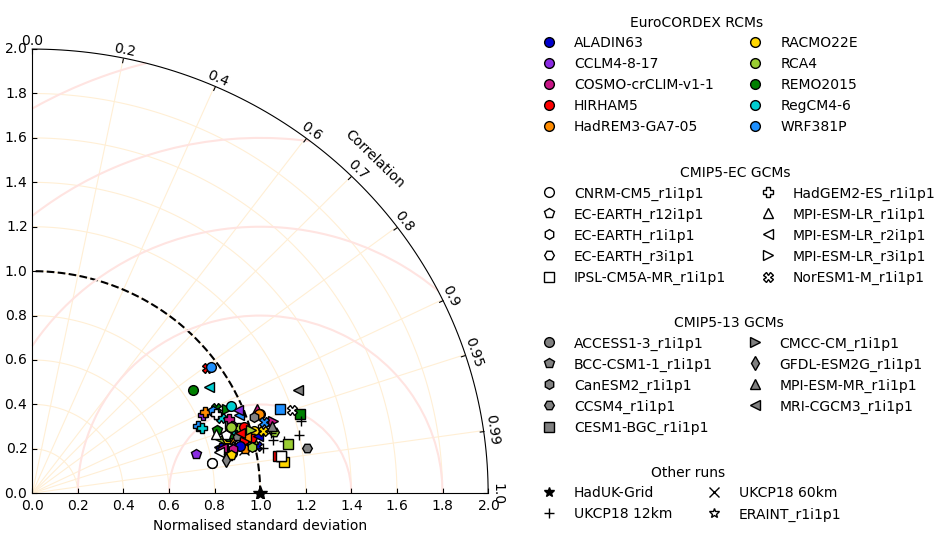 EuroCORDEX RCMs
ALADIN63 RACMO22E
CCLM4-8-17 RCA4
COSMO-crCLIM-v1-1 REMO2015
HIRHAM5 RegCM4-6
HadREM3-GA7-05 WRF381P
CMIP5-EC GCMs
CNRM-CM5_r1i1p1 HadGEM2-ES_r1i1p1
EC-EARTH_r12i1p1 MPI-ESM-LR_r1i1p1
EC-EARTH_r1i1p1 MPI-ESM-LR_r2i1p1
EC-EARTH_r3i1p1 MPI-ESM-LR_r3i1p1
IPSL-CM5A-MR_r1i1p1 NorESM1-M_r1i1p1
CMIP5-13 GCMs
ACCESS1-3_r1i1p1 CMCC-CM_r1i1p1
BCC-CSM1-1_r1i1p1 GFDL-ESM2G_r1i1p1
CanESM2_r1i1p1 MPI-ESM-MR_r1i1p1
CCSM4_r1i1p1 MRI-CGCM3_r1i1p1
CESM1-BGC_r1i1p1
Other runs
HadUK-Grid UKCP18 60km
UKCP18 12km ERAINT_r1i1p1
0.0
0.2
0.4
0.6
Correlation
0.7
0.8
0.9
0.95
0.99
1.0
2.0
1.8
1.6
1.4
1.2
1.0
0.8
0.6
0.4
0.2
0.0
0.0 0.2 0.4 0.6 0.8 1.0 1.2 1.4 1.6 1.8 2.0
Normalised standard deviation